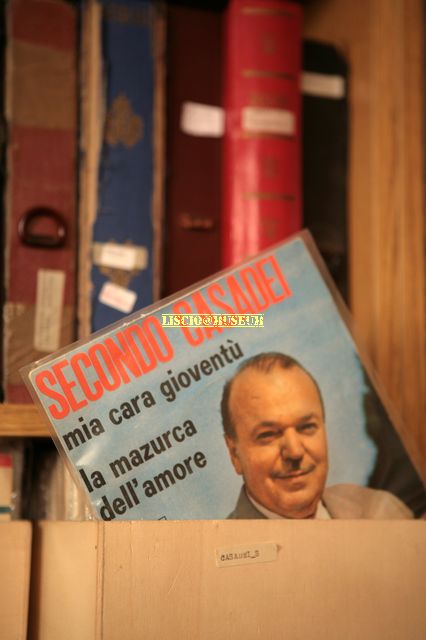 SECONDO CASADEI
LISCIO@MUSEUM
mia cara gioventù
la mazurca
dell'amore
CASADEI_S